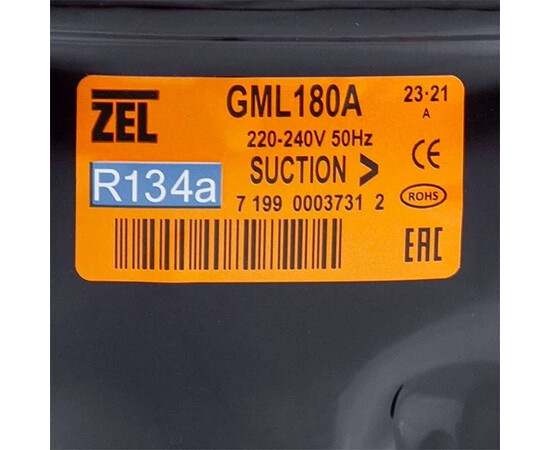 ZEL
GML180A
23·21
A
220-240V 50Hz
R134a
SUCTION >
CE
ROHS
7 199 0003731 2
EAC